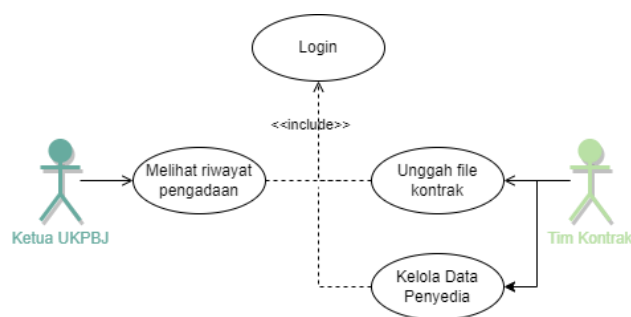 Login
<<include>>
Melihat riwayat
pengadaan
Unggah file
kontrak
Ketua UKPBJ
Tim Kontrak
Kelola Data
Penyedia